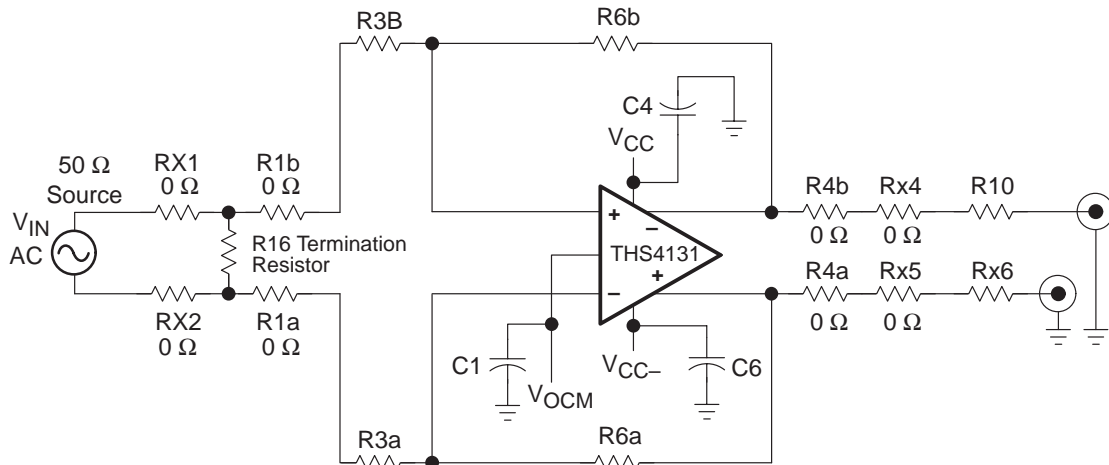 R3B
R6b
C4
VCC
50 Ω
Source
RX1
0 Ω
R1b
0 Ω
R4b
0 Ω
Rx4
0 Ω
R10
VIN
AC
R16 Termination
Resistor
+
−
THS4131
+
−
R4a
0 Ω
Rx5
0 Ω
Rx6
RX2
0 Ω
R1a
0 Ω
C1
VOCM
VCC−
C6
R3a
R6a